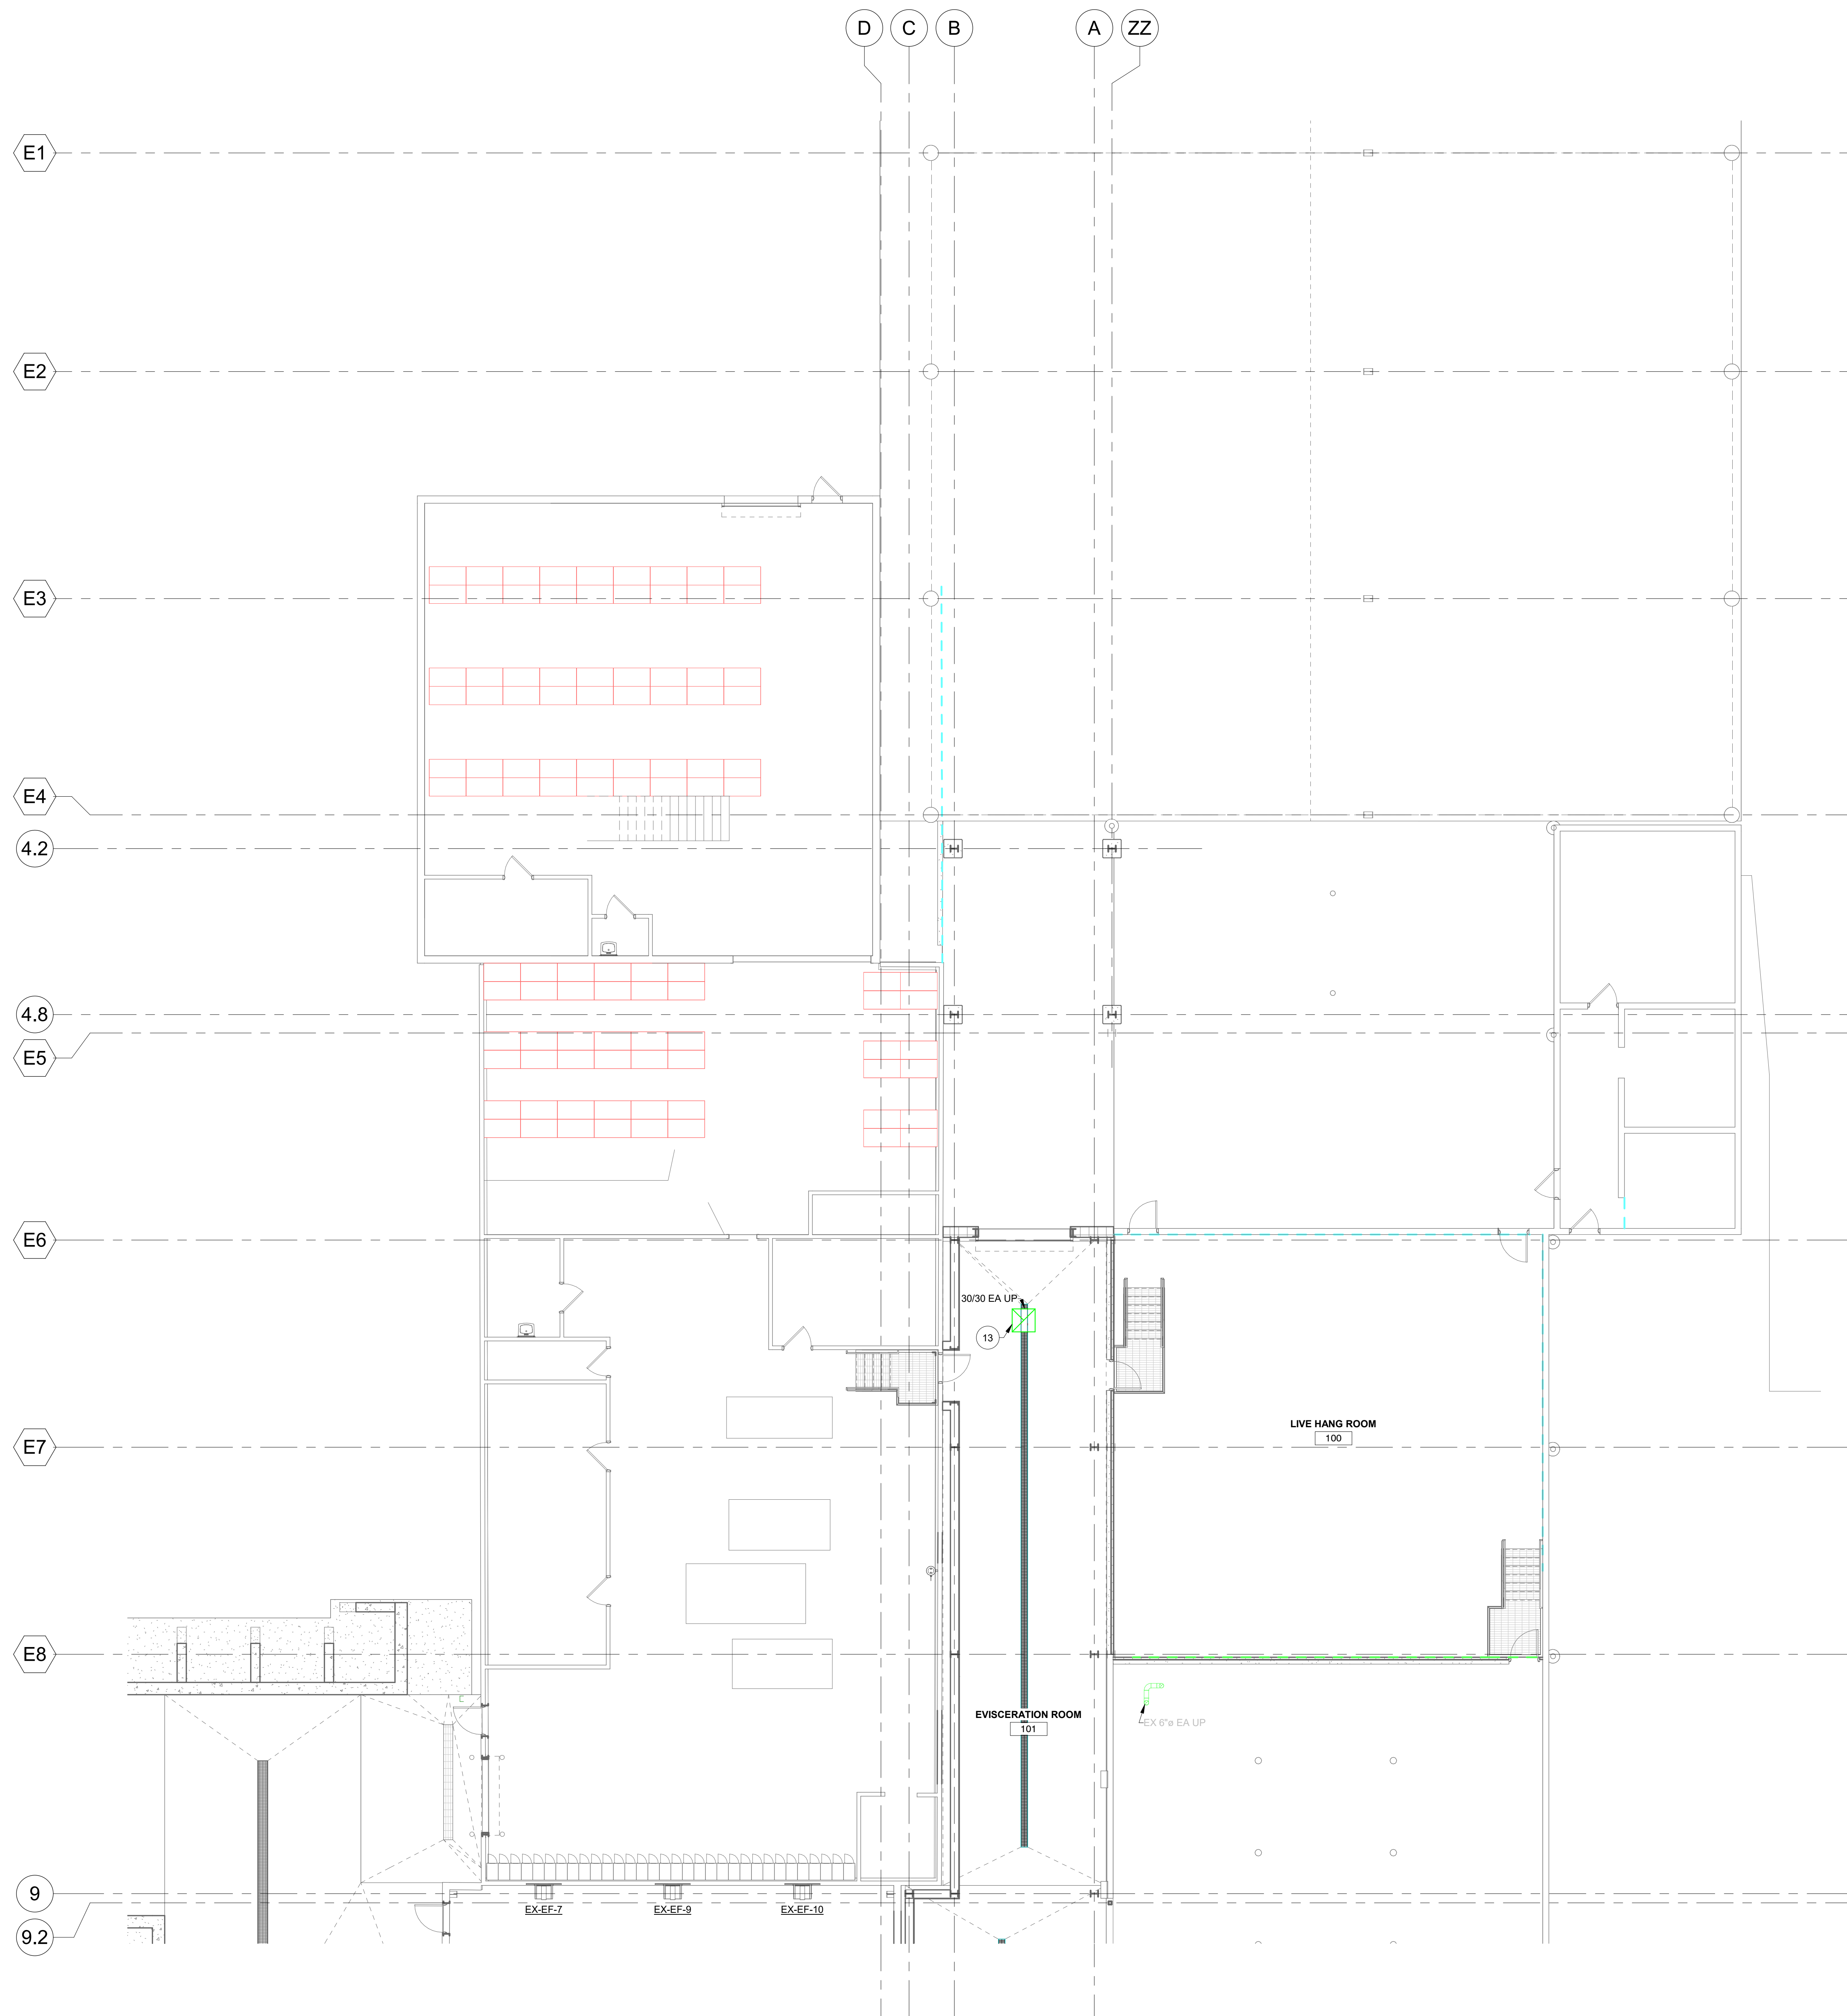 D C B A ZZ
E1
E2
E3
E4
4.2
4.8
E5
E6
30/30 EA UP
13
LIVE HANG ROOM
100
E7
E8
E
EVISCERATION ROOM
101
EX 6"ø EA UP
9
EX-EF-7 EX-EF-9 EX-EF-10
9.2